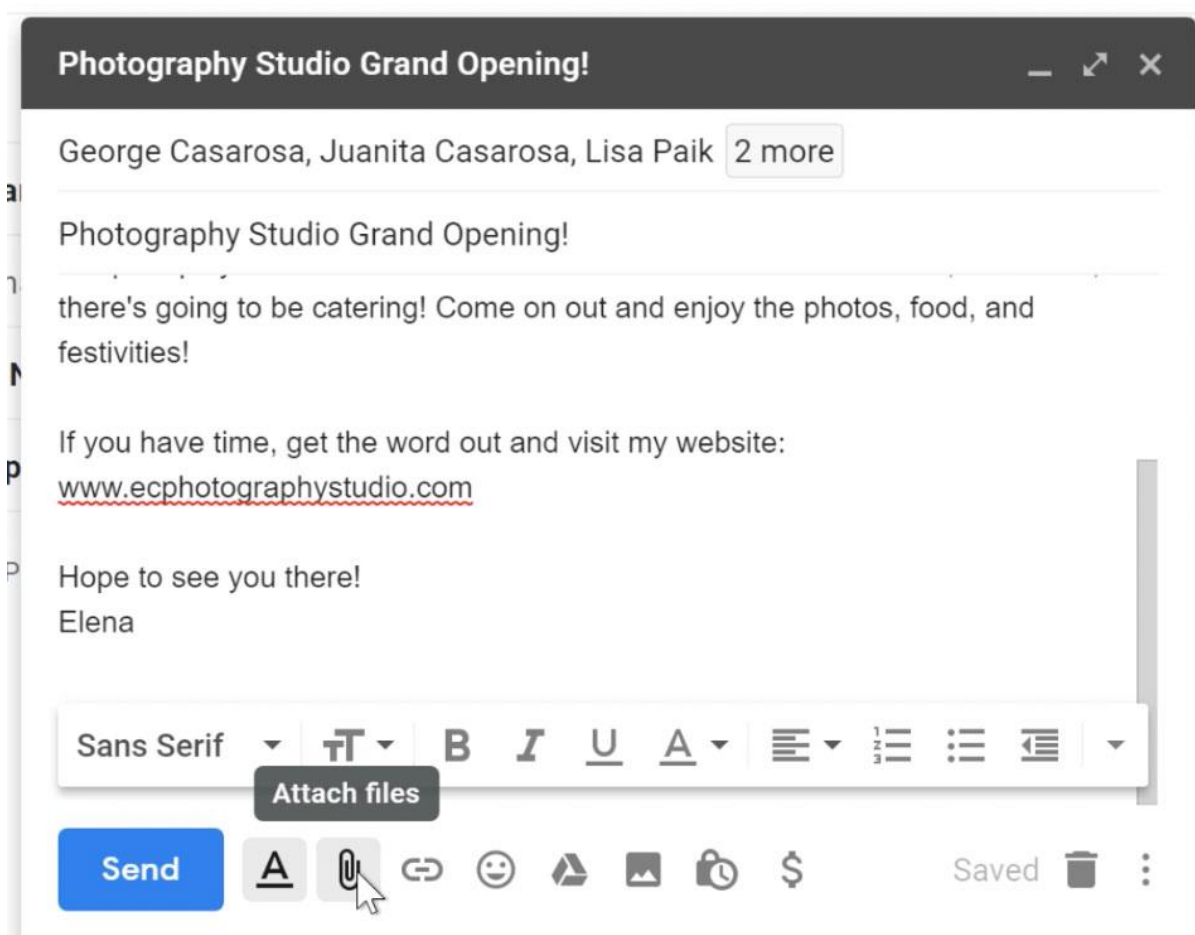 Photography Studio Grand Opening!
George Casarosa, Juanita Casarosa, Lisa Paik 2 more
Photography Studio Grand Opening!
there's going to be catering! Come on out and enjoy the photos, food, and
festivities!
If you have time, get the word out and visit my website:
www.ecphotographystudio.com
Hope to see you there!
Elena
Sans Serif
Attach files
Send
Saved